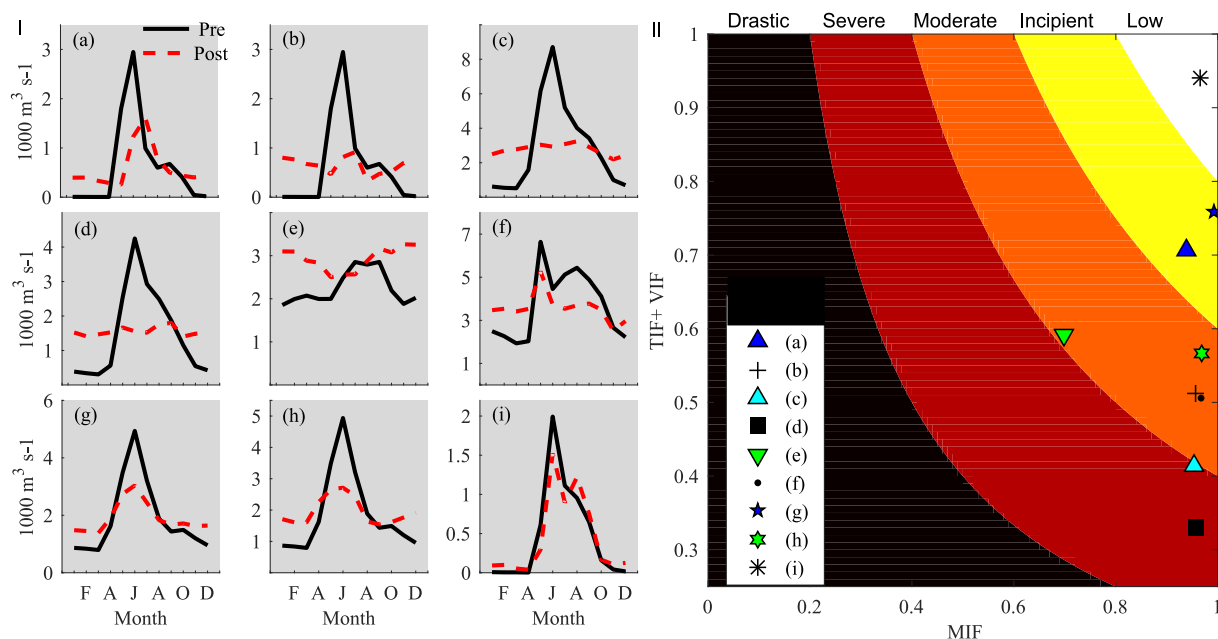 I
(a)
Pre
Post
3
2
1
0
1000 m³ s-1
(b)
3
2
1
0
(c)
8
6
4
2
(d)
4
3
2
1
1000 m³ s-1
(e)
3
2
1
(f)
7
5
3
1
(g)
6
4
2
0
1000 m³ s-1
F A J A O D
Month
(h)
5
4
3
2
1
F A J A O D
Month
(i)
2
1.5
1
0.5
0
F A J A O D
Month
II
Drastic Severe Moderate Incipient Low
1
0.9
0.8
0.7
0.6
0.5
0.4
0.3
TIF+ VIF
(a)
(b)
(c)
(d)
(e)
(f)
(g)
(h)
(i)
0 0.2 0.4 0.6 0.8 1
MIF